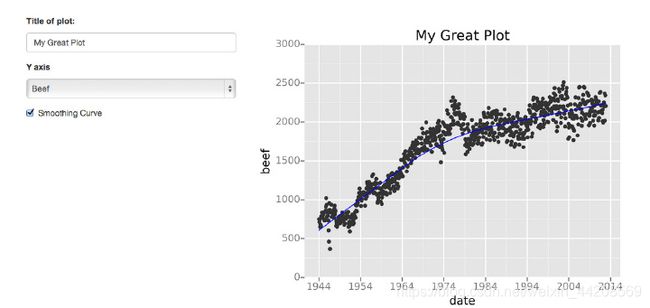 Title of plot:
My Great Plot
Y axis
Beef
Smoothing Curve
My Great Plot
3000
2500
2000
1500
1000
500
0
beef
1944 1954 1964 1974 1984 1994 2004 2014
date